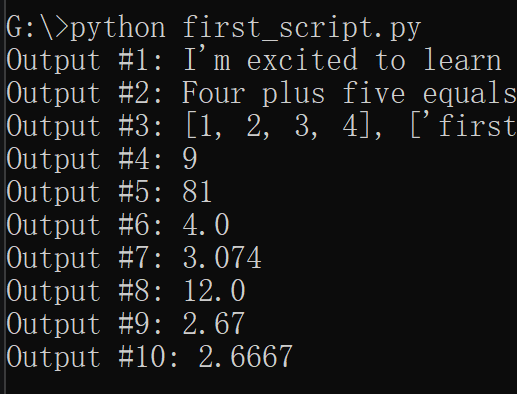 G:\>python first_script.py
Output #1: I'm excited to learn
Output #2: Four plus five equals
Output #3: [1, 2, 3, 4], ['first
Output #4: 9
Output #5: 81
Output #6: 4.0
Output #7: 3.074
Output #8: 12.0
Output #9: 2.67
Output #10: 2.6667